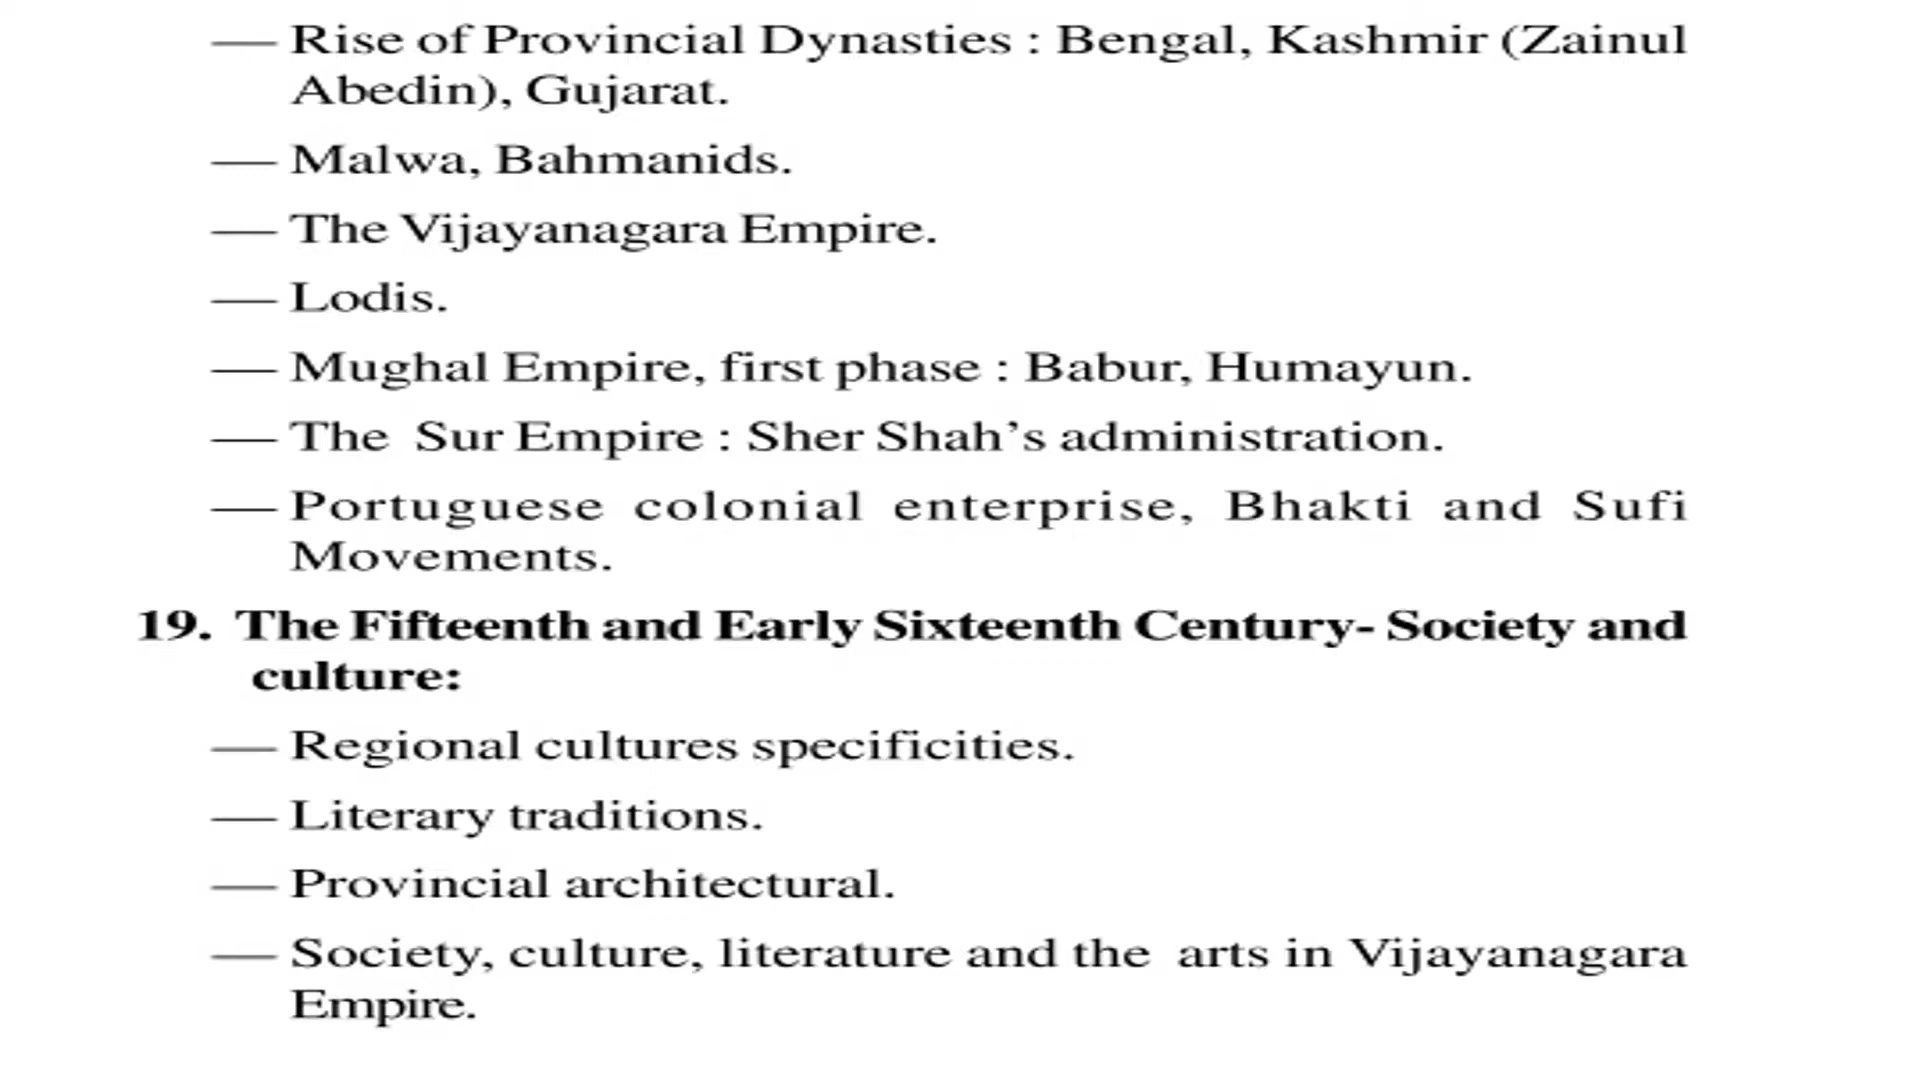 — Rise of Provincial Dynasties : Bengal, Kashmir (Zainul
Abedin), Gujarat.
— Malwa, Bahmanids.
— The Vijayanagara Empire.
— Lodis.
— Mughal Empire, first phase : Babur, Humayun.
— The Sur Empire : Sher Shah’s administration.
— Portuguese colonial enterprise, Bhakti and Sufi
Movements.
19. The Fifteenth and Early Sixteenth Century- Society and
culture:
— Regional cultures specificities.
— Literary traditions.
— Provincial architectural.
— Society, culture, literature and the arts in Vijayanagara
Empire.